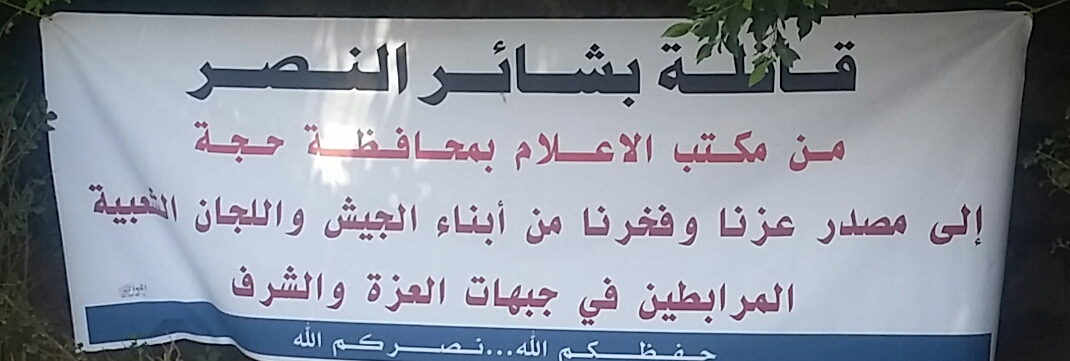 قافلة بشائر النصر
من مكتب الاعلام بمحافظة حجة
إلى مصدر عزنا وفخرنا من أبناء الجيش واللجان الشعبية
المرابطين في جبهات العزة والشرف
حفظكم الله...نصركم الله